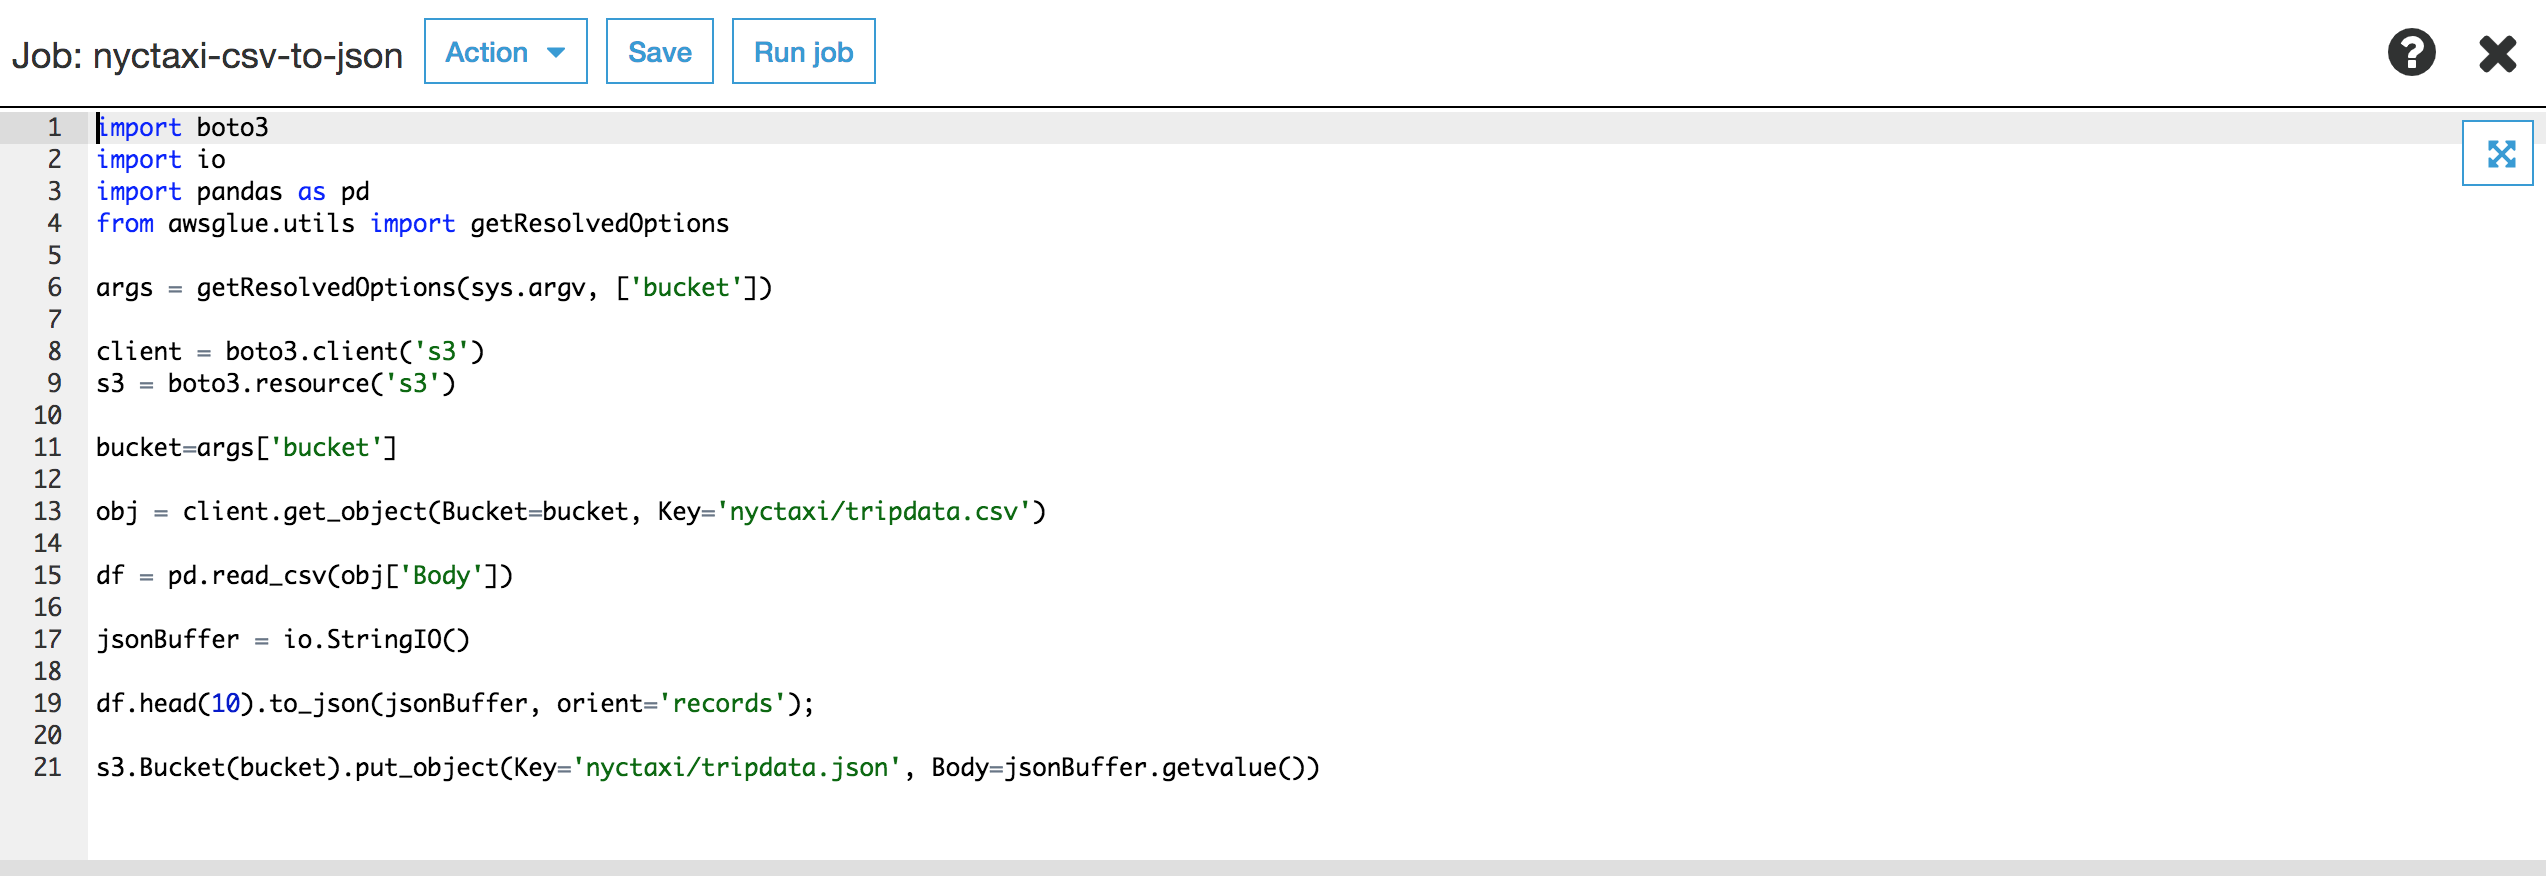 Job: nyctaxi-csv-to-json Action Save Run job
1 import boto3
2 import io
3 import pandas as pd
4 from awsglue.utils import getResolvedOptions
5
6 args = getResolvedOptions(sys.argv, ['bucket'])
7
8 client = boto3.client('s3')
9 s3 = boto3.resource('s3')
10
11 bucket=args['bucket']
12
13 obj = client.get_object(Bucket=bucket, Key='nyctaxi/tripdata.csv')
14
15 df = pd.read_csv(obj['Body'])
16
17 jsonBuffer = io.StringIO()
18
19 df.head(10).to_json(jsonBuffer, orient='records');
20
21 s3.Bucket(bucket).put_object(Key='nyctaxi/tripdata.json', Body=jsonBuffer.getvalue())